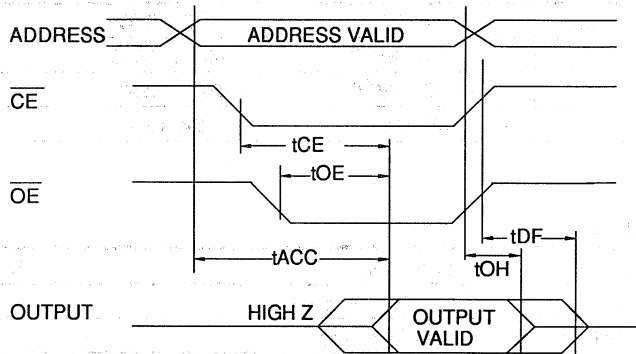 ADDRESS
ADDRESS VALID
CE
tCE
tOE
OE
tDF
tACC
tOH
OUTPUT
HIGH Z
OUTPUT
VALID